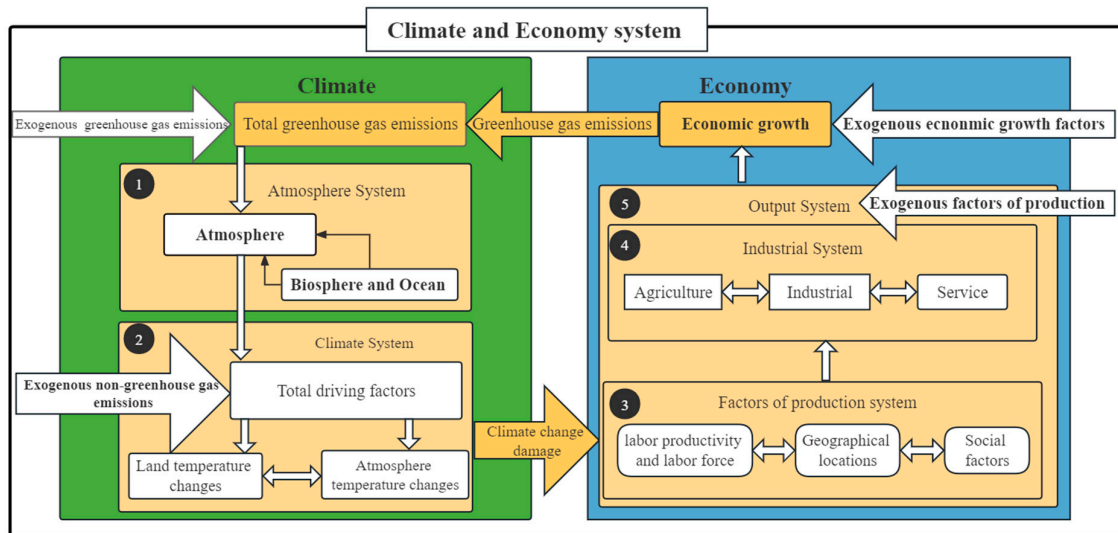 Climate and Economy system
Climate
Economy
Exogenous greenhouse gas emissions
Total greenhouse gas emissions
Greenhouse gas emissions
Economic growth
Exogenous ecnonmic growth factors
1
Atmosphere System
Atmosphere
Biosphere and Ocean
2
Climate System
Exogenous non-greenhouse gas
emissions
Total driving factors
Land temperature
changes
Atmosphere
temperature changes
Climate change
damage
5
Output System
Exogenous factors of production
4
Industrial System
Agriculture
Industrial
Service
3
Factors of production system
labor productivity
and labor force
Geographical
locations
Social
factors